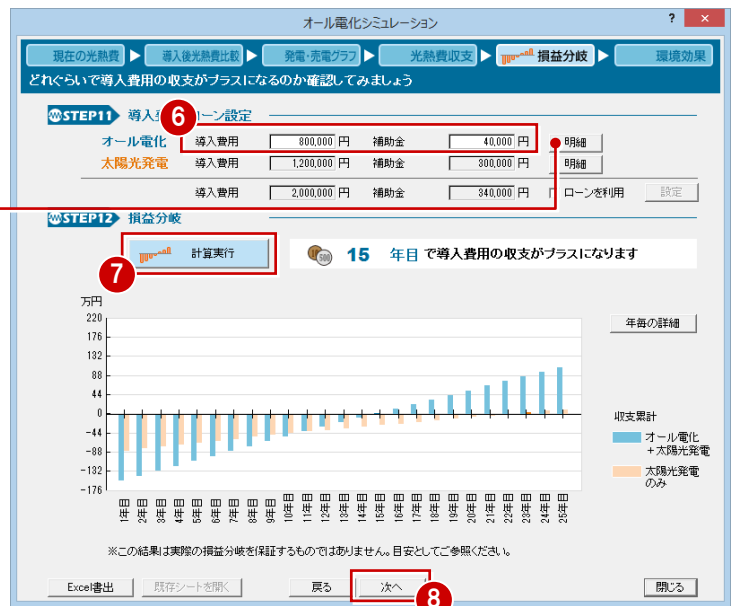 オール電化シミュレーション ? ×
現在の光熱費 導入後光熱費比較 発電・売電グラフ 光熱費収支 損益分岐 環境効果
どれぐらいで導入費用の収支がプラスになるのか確認してみましょう
STEP11 導入 ローン設定
6
オール電化 導入費用 800,000 円 補助金 40,000 円 明細
太陽光発電 導入費用 1,200,000 円 補助金 300,000 円 明細
導入費用 2,000,000 円 補助金 340,000 円 ローンを利用 設定
STEP12 損益分岐
計算実行 500 15 年目 で導入費用の収支がプラスになります
7
万円
年毎の詳細
220
176
132
88
44
0
-44
-88
-132
-176
収支累計
オール電化
+太陽光発電
太陽光発電
のみ
1年目 2年目 3年目 4年目 5年目 6年目 7年目 8年目 9年目 10年目 11年目 12年目 13年目 14年目 15年目 16年目 17年目 18年目 19年目 20年目 21年目 22年目 23年目 24年目 25年目
※この結果は実際の損益分岐を保証するものではありません。目安としてご参照ください。
Excel書出 既存シートを開く 戻る 次へ 閉じる
8